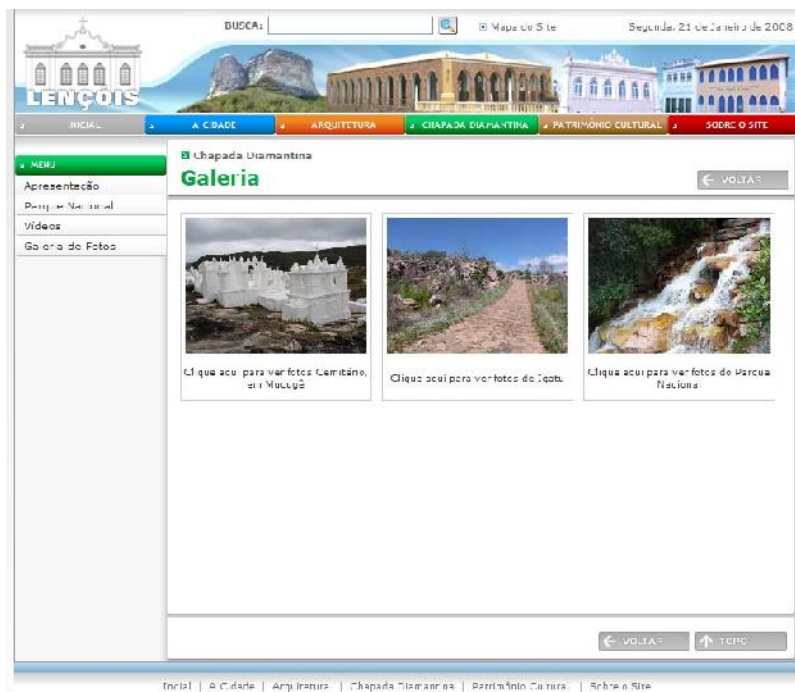 BUSCA:
Mapa do Site
Segunda, 21 de Janeiro de 2008
LENÇOIS
INICIAL
A CIDADE
ARQUITETURA
CHAPADA DIAMANTINA
PATRIMÔNIO CULTURAL
SOBRE O SITE
MENU
Apresentação
Parque Nacional
Vídeos
Galeria de Fotos
Chapada Diamantina
Galeria
VOLTAR
Clique aqui para ver fotos Cemitério,
em Mucugê
Clique aqui para ver fotos de Igatu
Clique aqui para ver fotos do Parque
Nacional
VOLTAR
TOPO
Inicial | A Cidade | Arquitetura | Chapada Diamantina | Patrimônio Cultural | Sobre o Site